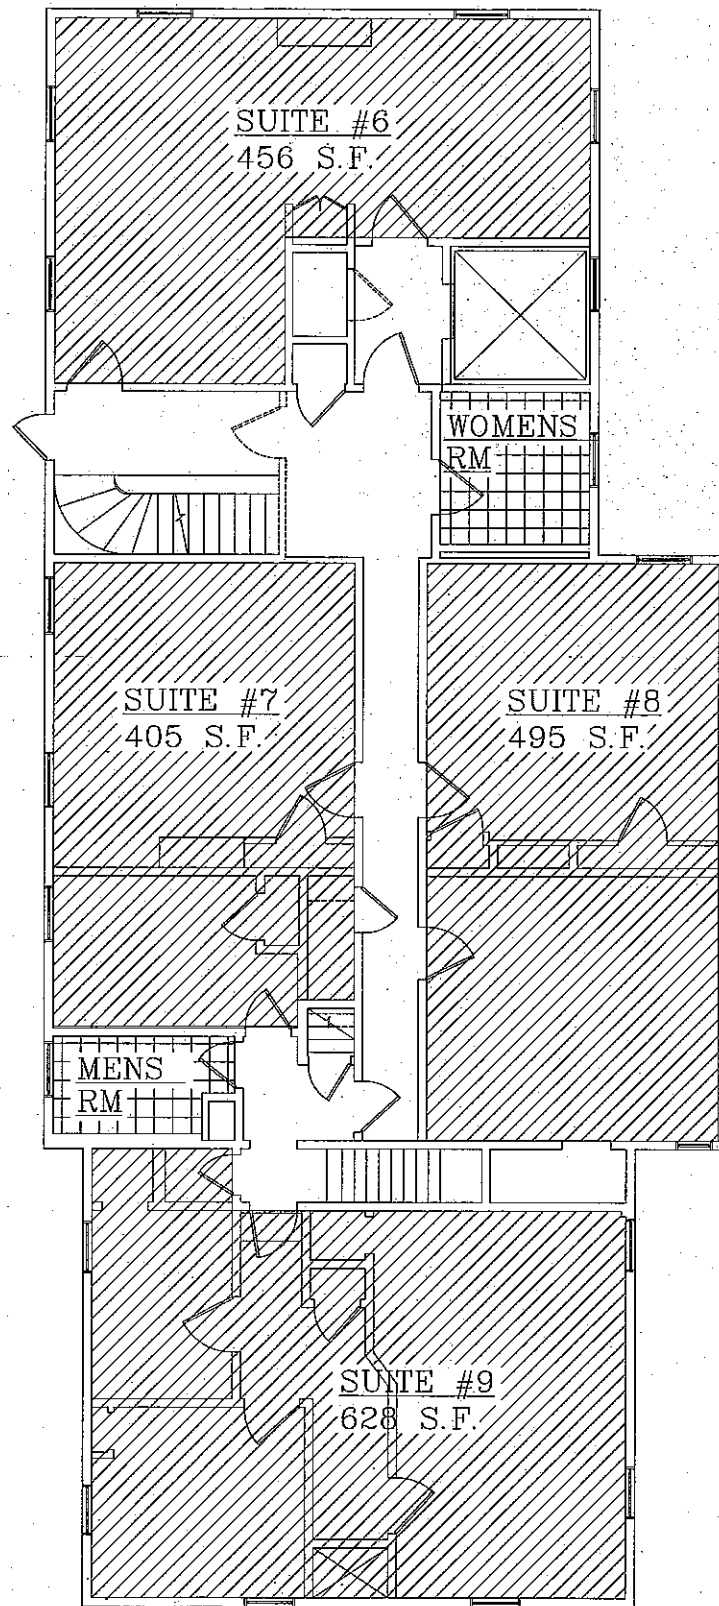 SUITE #6
456 S.F.
WOMENS
RM
SUITE #7
405 S.F.
SUITE #8
495 S.F.
MENS
RM
SUITE #9
628 S.F.